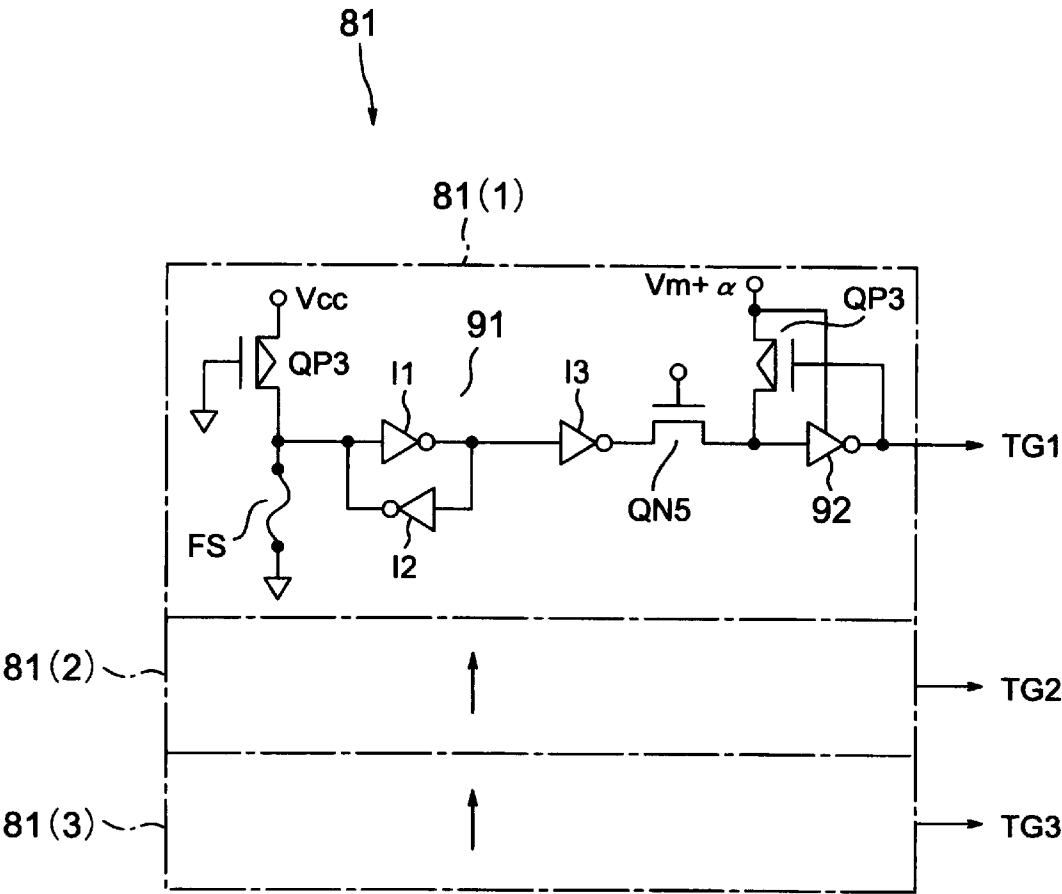 81
81(1)
Vcc
Vm+ α
QP3
QP3
91
I1
I3
TG1
QN5
92
FS
I2
81(2)
TG2
81(3)
TG3